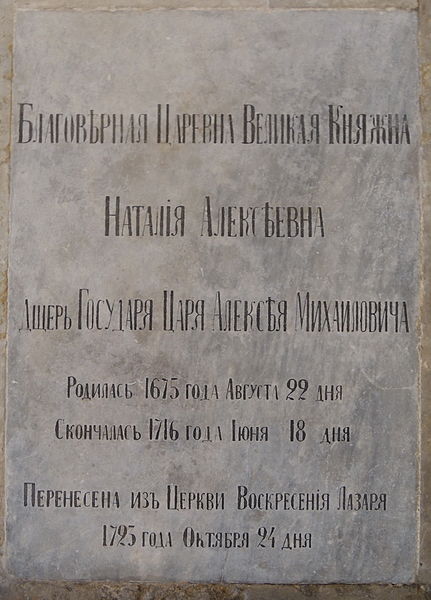 Благовѣрная Царевна Великая Княжна
Наталія Алексѣевна
Дщерь Государя Царя Алексѣя Михаиловича
Родилась 1675 года Августа 22 дня
Скончалась 1716 года Іюня 18 дня
Перенесена изъ Церкви Воскресенія Лазаря
1723 года Октября 24 дня